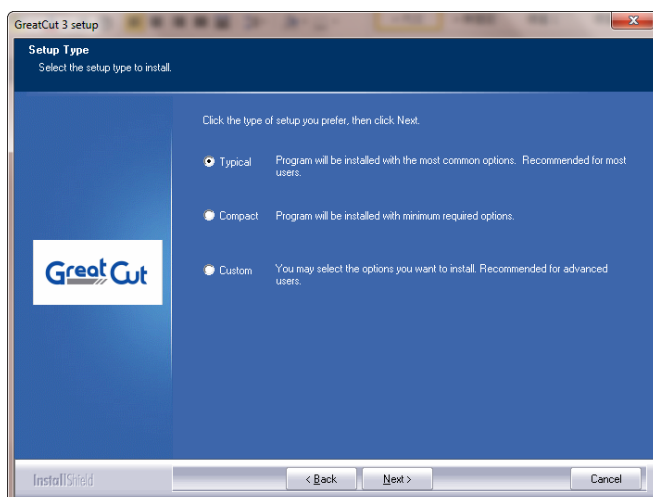 GreatCut 3 setup
Setup Type
Select the setup type to install.
Click the type of setup you prefer, then click Next.
Typical Program will be installed with the most common options. Recommended for most
users.
Compact Program will be installed with minimum required options.
Great Cut
Custom You may select the options you want to install. Recommended for advanced
users.
InstallShield
< Back Next > Cancel